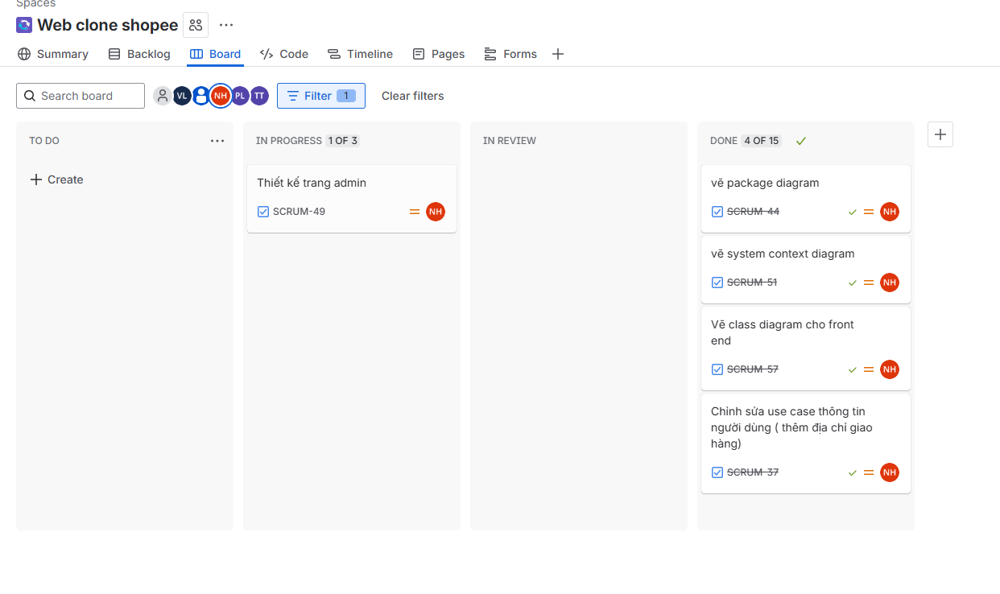 Spaces
Web clone shopee
Summary
Backlog
Board
Code
Timeline
Pages
Forms
Search board
VL
NH
PL
TT
Filter 1
Clear filters
TO DO
Create
IN PROGRESS 1 OF 3
Thiết kế trang admin
SCRUM-49
NH
IN REVIEW
DONE 4 OF 15
vẽ package diagram
SCRUM-44
NH
vẽ system context diagram
SCRUM-51
NH
Vẽ class diagram cho front
end
SCRUM-57
NH
Chỉnh sửa use case thông tin
người dùng ( thêm địa chỉ giao
hàng)
SCRUM-37
NH